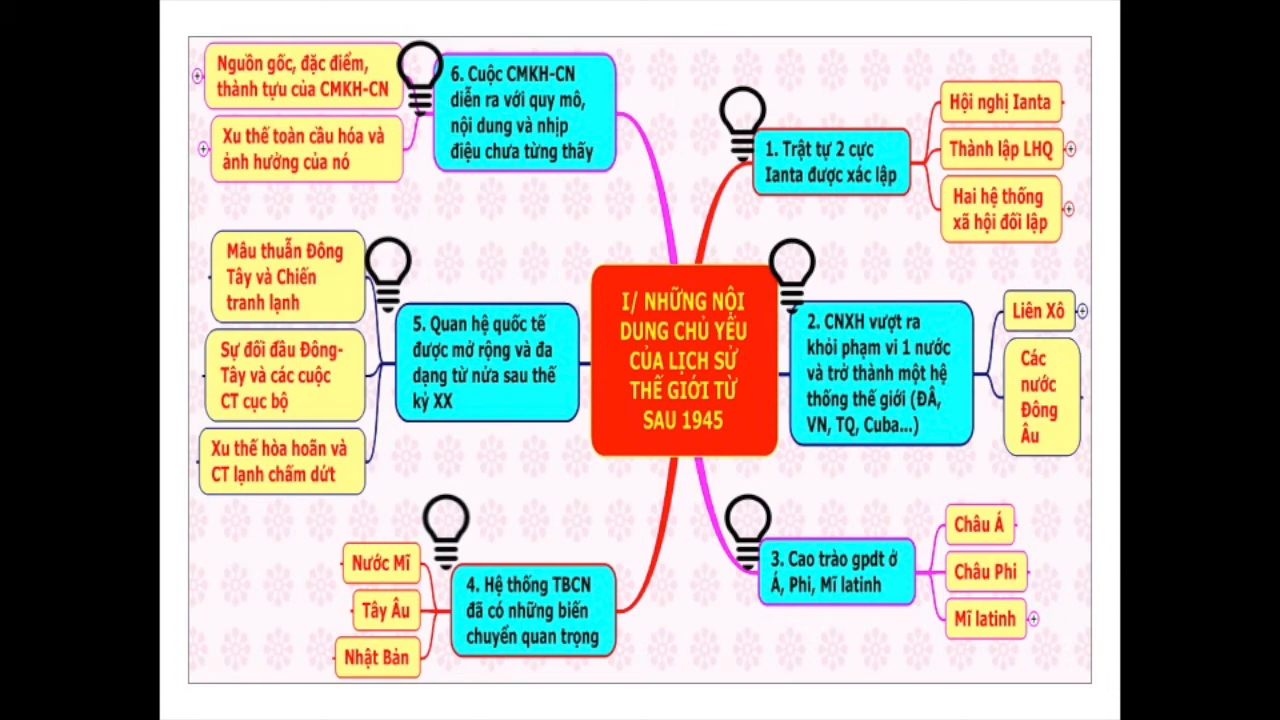 I/ NHỮNG NỘI
DUNG CHỦ YẾU
CỦA LỊCH SỬ
THẾ GIỚI TỪ
SAU 1945
1. Trật tự 2 cực
Ianta được xác lập
Hội nghị Ianta
Thành lập LHQ
Hai hệ thống
xã hội đối lập
2. CNXH vượt ra
khỏi phạm vi 1 nước
và trở thành một hệ
thống thế giới (ĐÂ,
VN, TQ, Cuba...)
Liên Xô
Các
nước
Đông
Âu
3. Cao trào gpdt ở
Á, Phi, Mĩ latinh
Châu Á
Châu Phi
Mĩ latinh
4. Hệ thống TBCN
đã có những biến
chuyển quan trọng
Nước Mĩ
Tây Âu
Nhật Bản
5. Quan hệ quốc tế
được mở rộng và đa
dạng từ nửa sau thế
kỷ XX
Mâu thuẫn Đông
Tây và Chiến
tranh lạnh
Sự đối đầu Đông-
Tây và các cuộc
CT cục bộ
Xu thế hòa hoãn và
CT lạnh chấm dứt
6. Cuộc CMKH-CN
diễn ra với quy mô,
nội dung và nhịp
điệu chưa từng thấy
Nguồn gốc, đặc điểm,
thành tựu của CMKH-CN
Xu thế toàn cầu hóa và
ảnh hưởng của nó